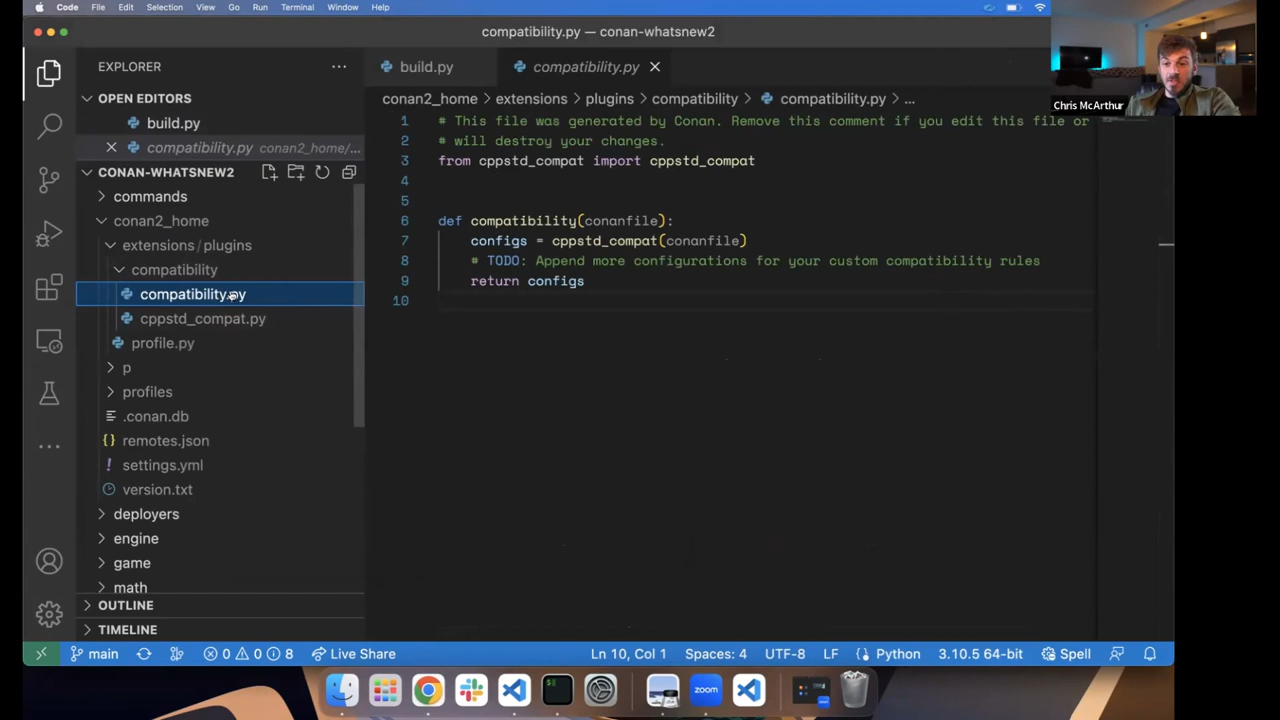 Code File Edit Selection View Go Run Terminal Window Help
compatibility.py — conan-whatsnew2
Chris McArthur
EXPLORER
OPEN EDITORS
build.py
compatibility.py conan2_home/...
CONAN-WHATSNEW2
commands
conan2_home
extensions / plugins
compatibility
compatibility.py
cppstd_compat.py
profile.py
p
profiles
.conan.db
remotes.json
settings.yml
version.txt
deployers
engine
game
math
OUTLINE
TIMELINE
build.py compatibility.py
conan2_home > extensions > plugins > compatibility > compatibility.py > ...
1 # This file was generated by Conan. Remove this comment if you edit this file or
2 # will destroy your changes.
3 from cppstd_compat import cppstd_compat
4
5
6 def compatibility(conanfile):
7 configs = cppstd_compat(conanfile)
8 # TODO: Append more configurations for your custom compatibility rules
9 return configs
10
main 0 0 8 Live Share Ln 10, Col 1 Spaces: 4 UTF-8 LF Python 3.10.5 64-bit Spell
zoom